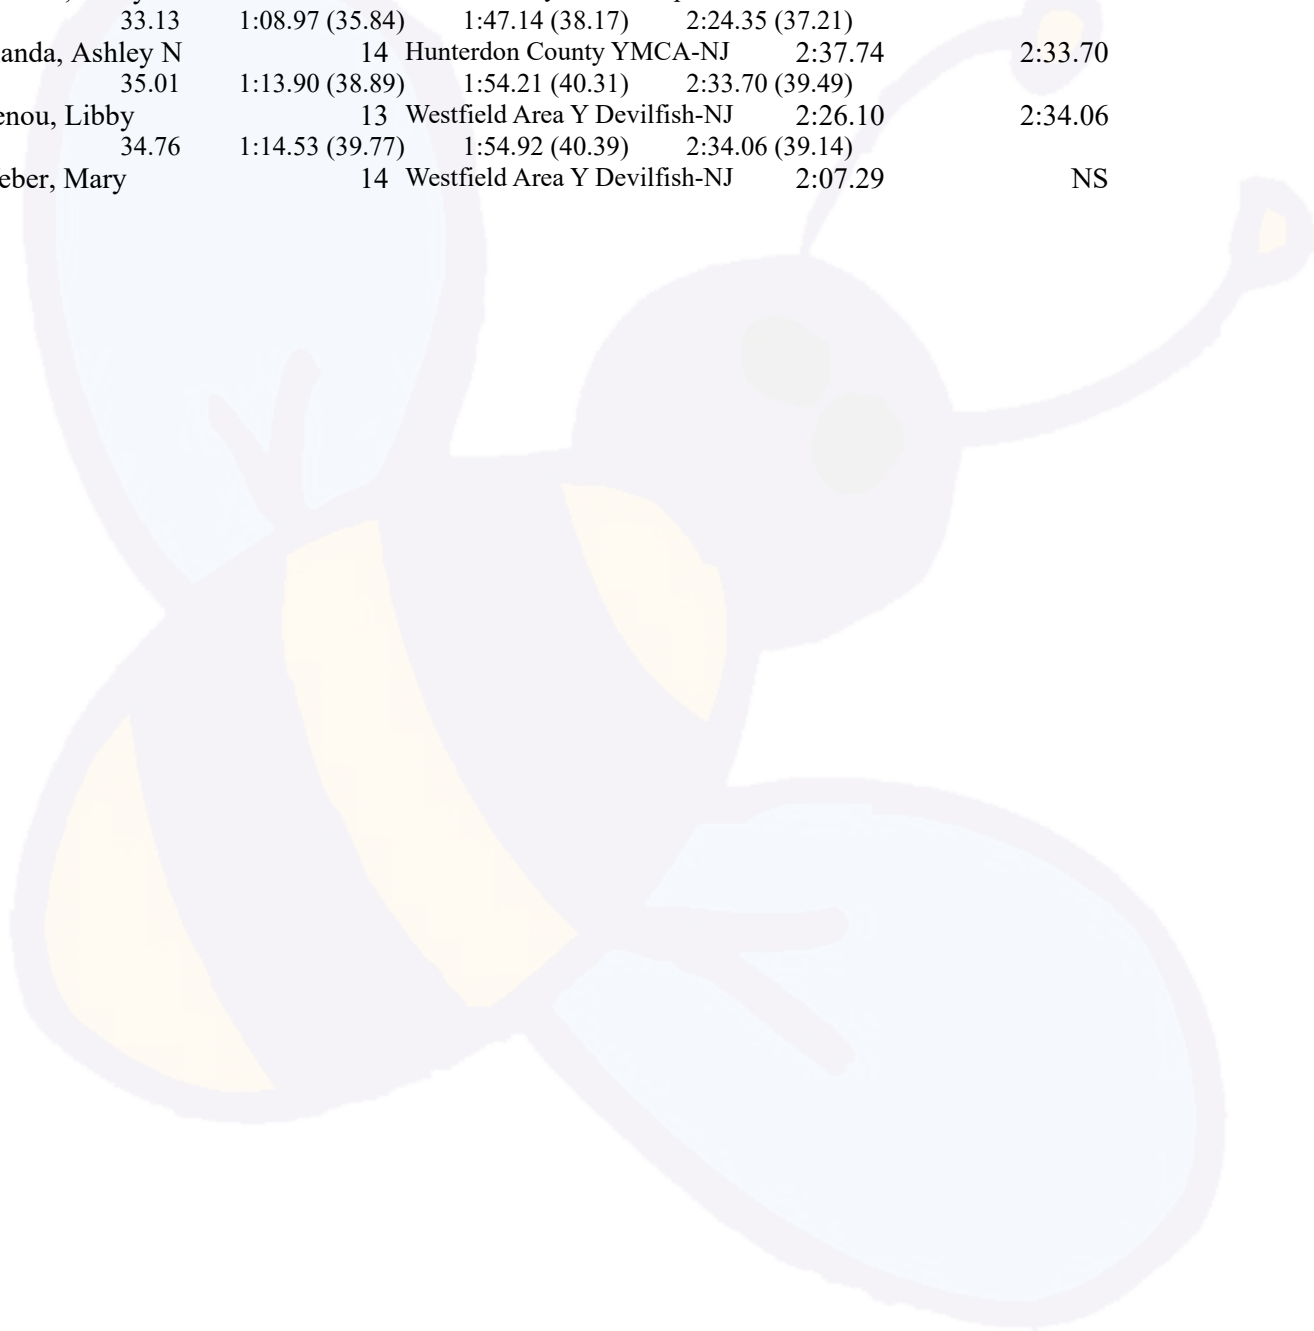 33.13 1:08.97 (35.84) 1:47.14 (38.17) 2:24.35 (37.21)
anda, Ashley N 14 Hunterdon County YMCA-NJ 2:37.74 2:33.70
35.01 1:13.90 (38.89) 1:54.21 (40.31) 2:33.70 (39.49)
enou, Libby 13 Westfield Area Y Devilfish-NJ 2:26.10 2:34.06
34.76 1:14.53 (39.77) 1:54.92 (40.39) 2:34.06 (39.14)
eber, Mary 14 Westfield Area Y Devilfish-NJ 2:07.29 NS